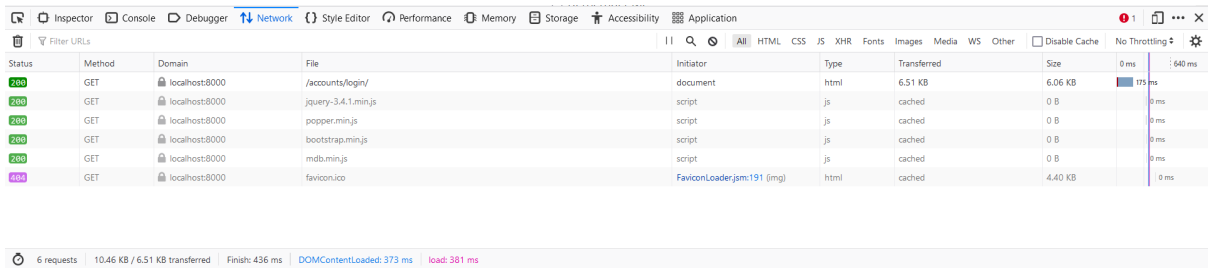 Inspector Console Debugger Network {} Style Editor Performance Memory Storage Accessibility Application 1
Filter URLs All HTML CSS JS XHR Fonts Images Media WS Other Disable Cache No Throttling
Status Method Domain File Initiator Type Transferred Size 0 ms 640 ms
200 GET localhost:8000 /accounts/login/ document html 6.51 KB 6.06 KB 175 ms
200 GET localhost:8000 jquery-3.4.1.min.js script js cached 0 B 0 ms
200 GET localhost:8000 popper.min.js script js cached 0 B 0 ms
200 GET localhost:8000 bootstrap.min.js script js cached 0 B 0 ms
200 GET localhost:8000 mdb.min.js script js cached 0 B 0 ms
404 GET localhost:8000 favicon.ico FaviconLoader.jsm:191 (img) html cached 4.40 KB 0 ms
6 requests 10.46 KB / 6.51 KB transferred Finish: 436 ms DOMContentLoaded: 373 ms load: 381 ms